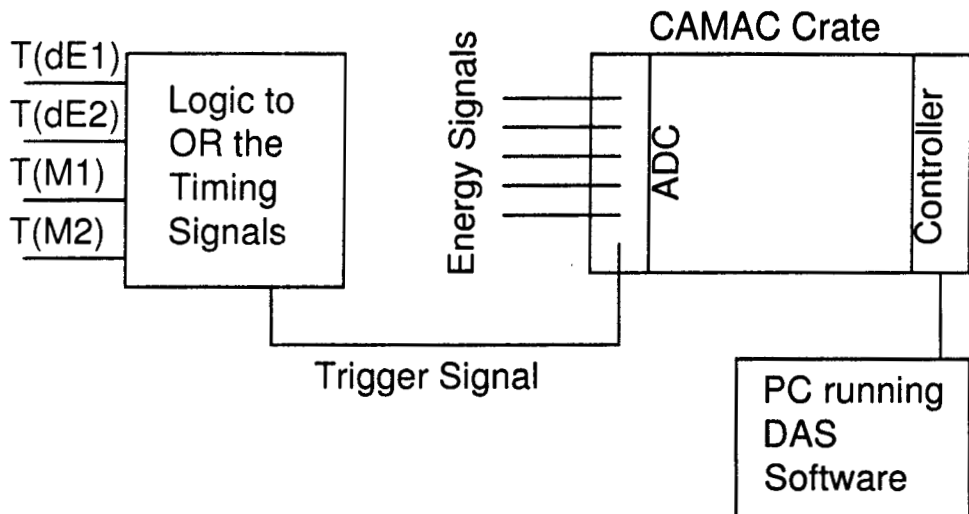 CAMAC Crate
T(dE1)
T(dE2)
T(M1)
T(M2)
Logic to
OR the
Timing
Signals
Energy Signals
ADC
Controller
Trigger Signal
PC running
DAS
Software